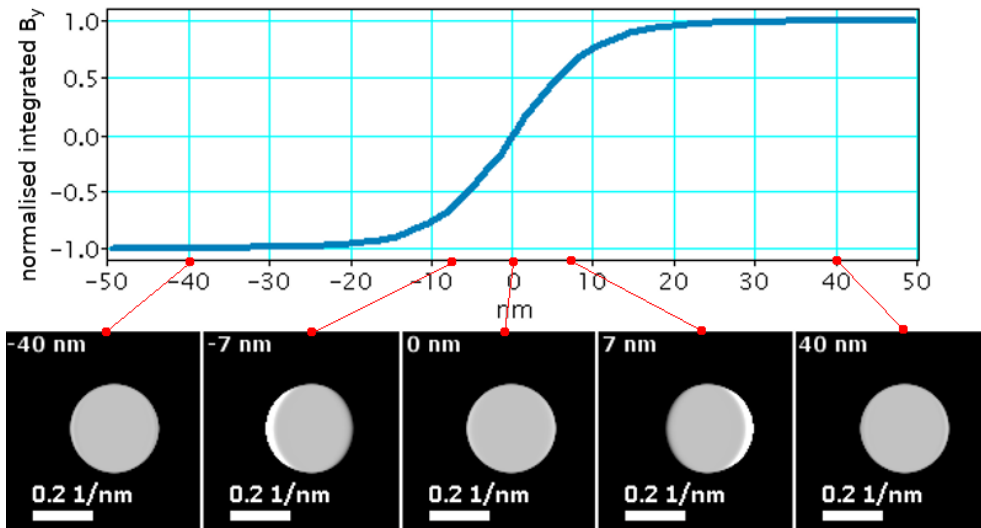 normalised integrated By
1.0
0.5
0.0
−0.5
−1.0
−50 −40 −30 −20 −10 0 10 20 30 40 50
nm
-40 nm -7 nm 0 nm 7 nm 40 nm
0.2 1/nm 0.2 1/nm 0.2 1/nm 0.2 1/nm 0.2 1/nm